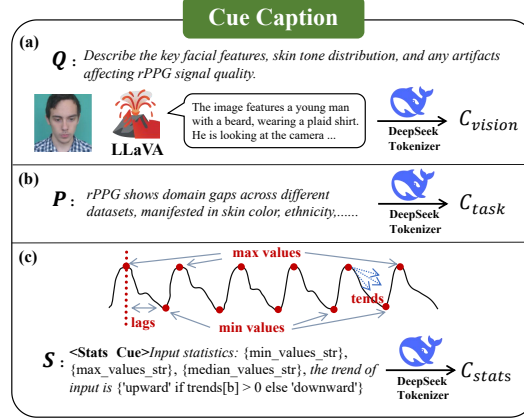 Cue Caption
(a)
Q : Describe the key facial features, skin tone distribution, and any artifacts
affecting rPPG signal quality.
The image features a young man
with a beard, wearing a plaid shirt.
He is looking at the camera ...
LLaVA
DeepSeek
Tokenizer
C_vision
(b)
P : rPPG shows domain gaps across different
datasets, manifested in skin color, ethnicity,......
DeepSeek
Tokenizer
C_task
(c)
max values
lags
min values
tends
S : <Stats Cue>Input statistics: {min_values_str},
{max_values_str}, {median_values_str}, the trend of
input is {'upward' if trends[b] > 0 else 'downward'}
DeepSeek
Tokenizer
C_stats